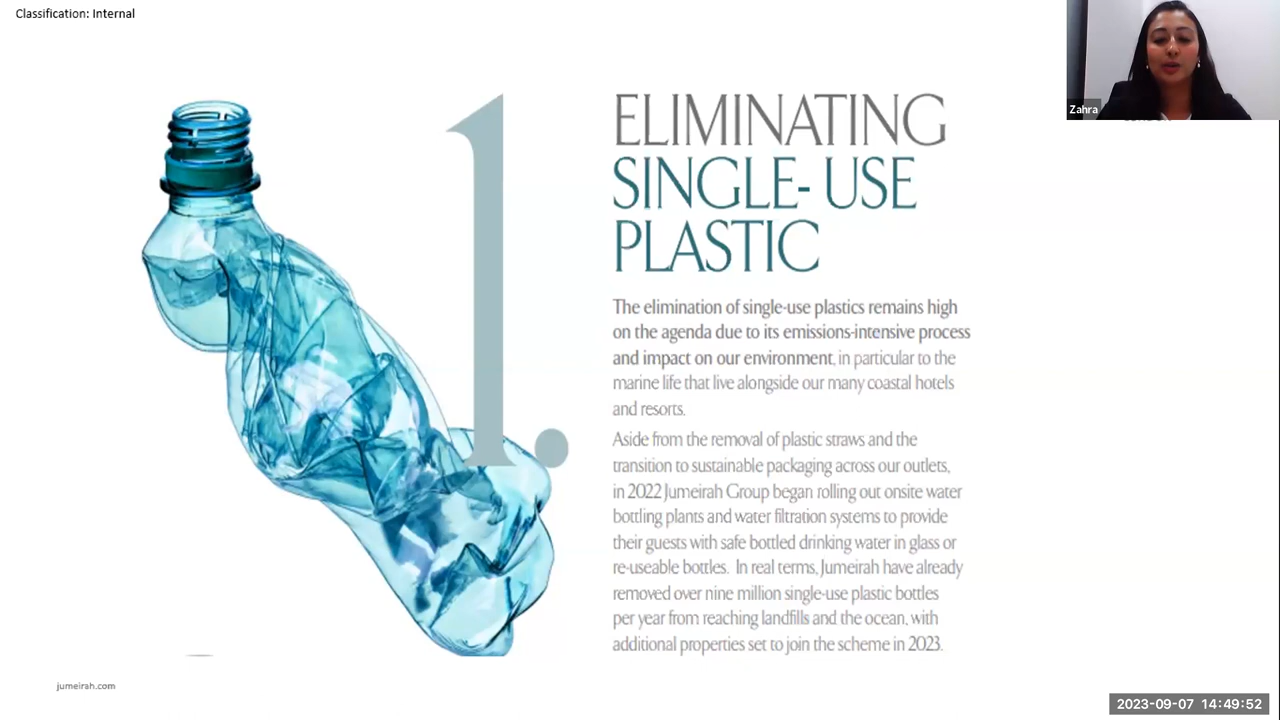 Classification: Internal
Zahra
1.
ELIMINATING
SINGLE- USE
PLASTIC
The elimination of single-use plastics remains high
on the agenda due to its emissions-intensive process
and impact on our environment, in particular to the
marine life that live alongside our many coastal hotels
and resorts.
Aside from the removal of plastic straws and the
transition to sustainable packaging across our outlets,
in 2022 Jumeirah Group began rolling out onsite water
bottling plants and water filtration systems to provide
their guests with safe bottled drinking water in glass or
re-useable bottles. In real terms, Jumeirah have already
removed over nine million single-use plastic bottles
per year from reaching landfills and the ocean, with
additional properties set to join the scheme in 2023.
jumeirah.com
2023-09-07 14:49:52